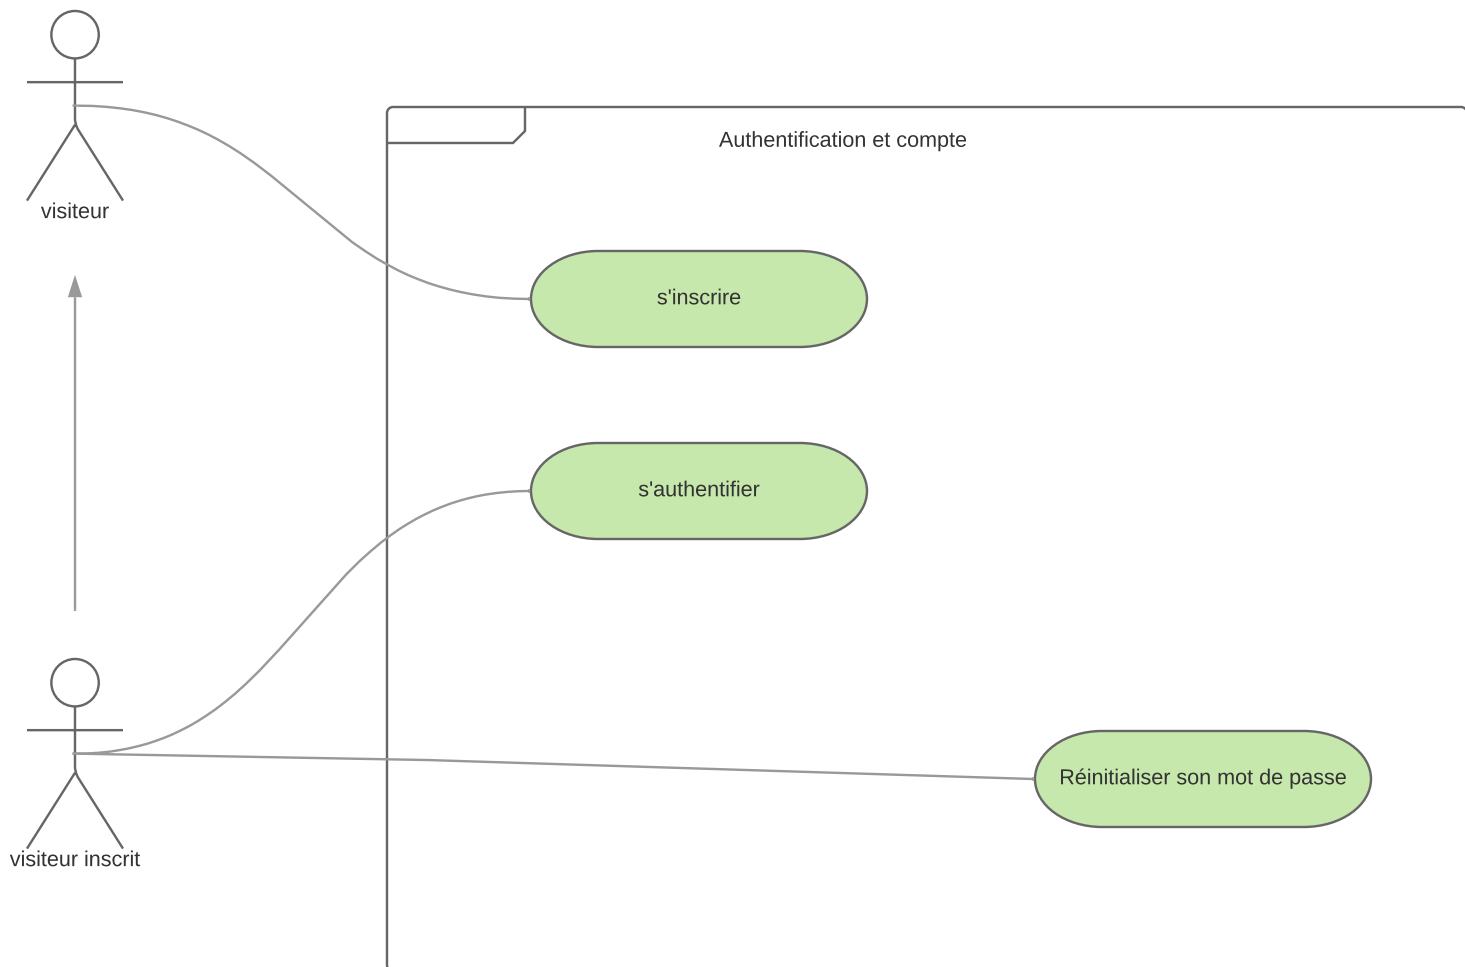 visiteur
Authentification et compte
s'inscrire
s'authentifier
Réinitialiser son mot de passe
visiteur inscrit